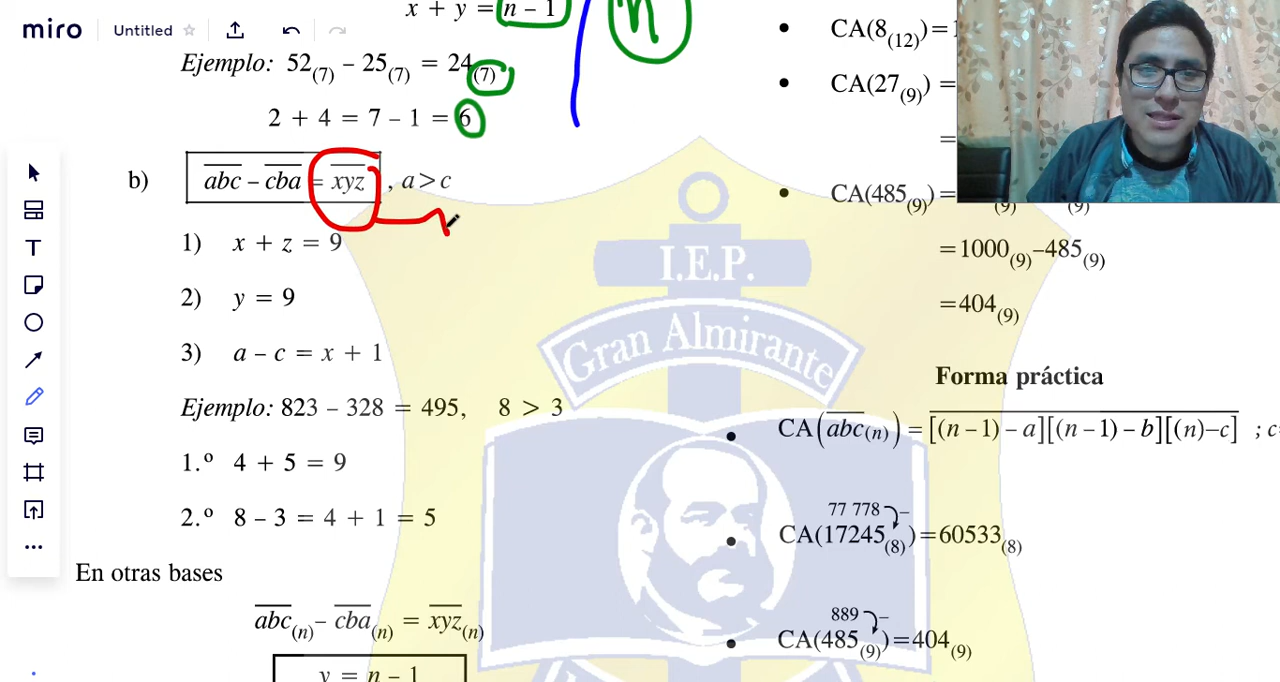 miro
Untitled
x + y = n – 1
n
Ejemplo: 52(7) – 25(7) = 24(7)
2 + 4 = 7 – 1 = 6
b) abc – cba = xyz , a > c
1) x + z = 9
2) y = 9
3) a – c = x + 1
Ejemplo: 823 – 328 = 495, 8 > 3
1.º 4 + 5 = 9
2.º 8 – 3 = 4 + 1 = 5
En otras bases
abc(n) – cba(n) = xyz(n)
y = n – 1
• CA(8(12)) = 1
• CA(27(9)) =
=
• CA(485(9)) =
(9) (9)
= 1000(9) – 485(9)
= 404(9)
Forma práctica
• CA(abc(n)) = [(n – 1) – a][(n – 1) – b][(n) – c] ; c
77 778 –
• CA(17245(8)) = 60533(8)
889 –
• CA(485(9)) = 404(9)
I.E.P.
Gran Almirante
T